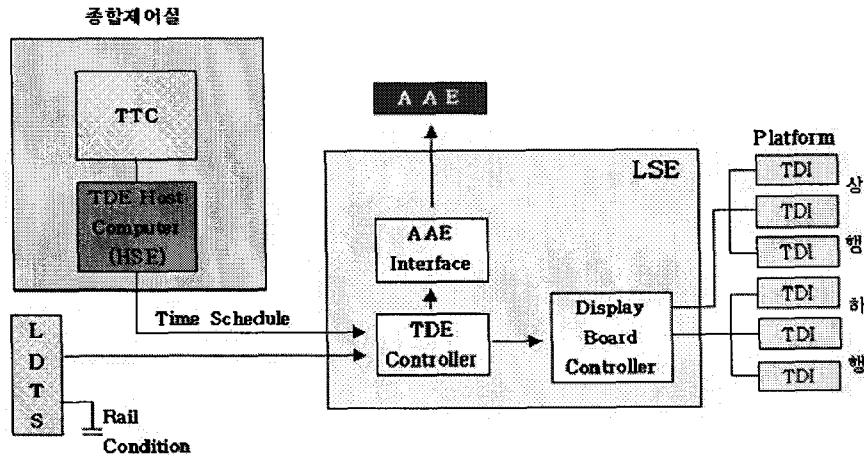 종합제어실
TTC
TDE Host
Computer
(HSE)
Time Schedule
L
D
T
S
Rail
Condition
A A E
LSE
AAE
Interface
TDE
Controller
Display
Board
Controller
Platform
TDI
TDI
TDI
상
행
TDI
TDI
TDI
하
행